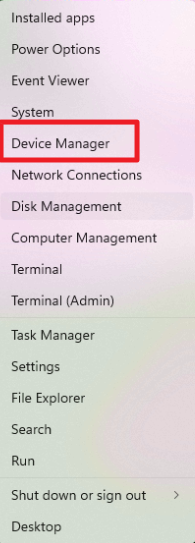 Installed apps
Power Options
Event Viewer
System
Device Manager
Network Connections
Disk Management
Computer Management
Terminal
Terminal (Admin)
Task Manager
Settings
File Explorer
Search
Run
Shut down or sign out
Desktop